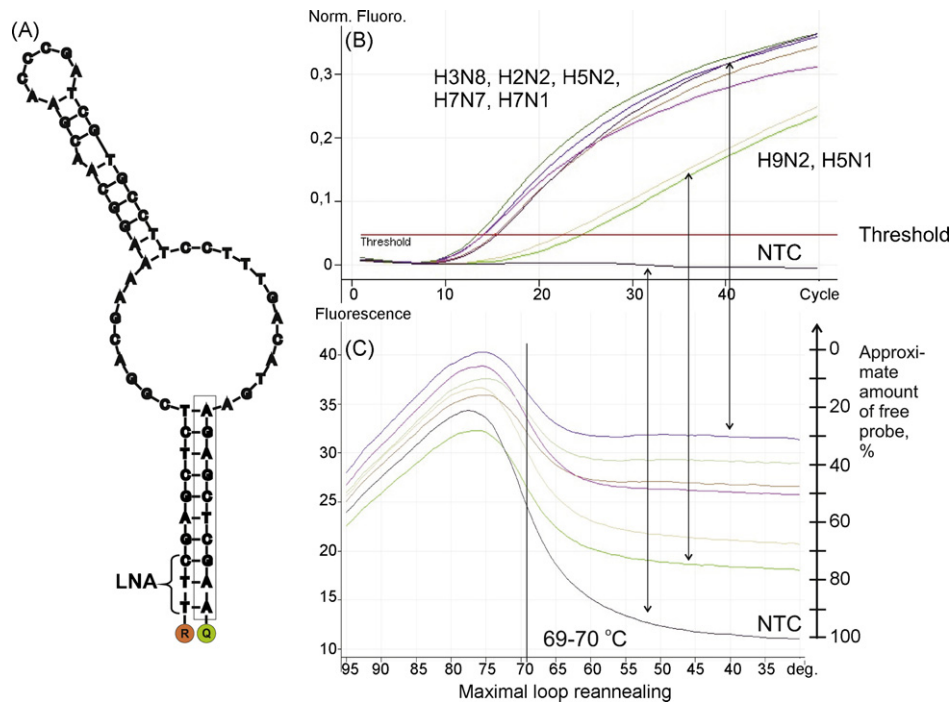 (A)
T A
C G
T A
C G
G C
A T
G C
C G
T A
T A
LNA
R Q
Norm. Fluoro.
(B)
H3N8, H2N2, H5N2,
H7N7, H7N1
H9N2, H5N1
0,3
0,2
0,1
0
Threshold
Threshold
NTC
0 10 20 30 40 Cycle
Fluorescence
(C)
40
35
30
25
20
15
10
0
20
40
60
80
100
Approxi-
mate
amount
of free
probe,
%
NTC
69-70 °C
95 90 85 80 75 70 65 60 55 50 45 40 35 deg.
Maximal loop reannealing